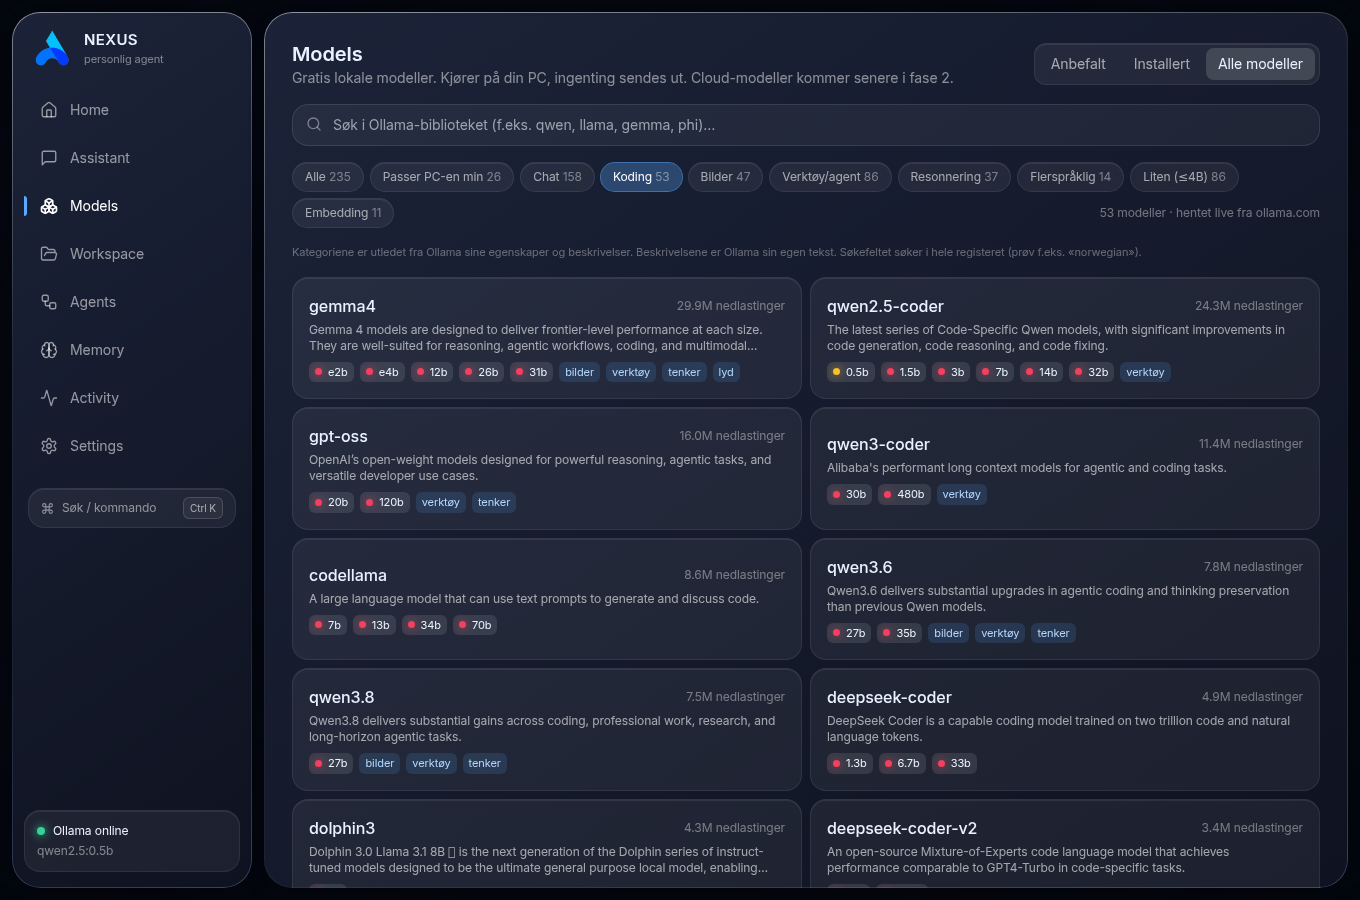 NEXUS
personlig agent
Home
Assistant
Models
Workspace
Agents
Memory
Activity
Settings
⌘ Søk / kommando Ctrl K
Ollama online
qwen2.5:0.5b
Models
Gratis lokale modeller. Kjører på din PC, ingenting sendes ut. Cloud-modeller kommer senere i fase 2.
Anbefalt Installert Alle modeller
Søk i Ollama-biblioteket (f.eks. qwen, llama, gemma, phi)...
Alle 235 Passer PC-en min 26 Chat 158 Koding 53 Bilder 47 Verktøy/agent 86 Resonnering 37 Flerspråklig 14 Liten (≤4B) 86
Embedding 11 53 modeller · hentet live fra ollama.com
Kategoriene er utledet fra Ollama sine egenskaper og beskrivelser. Beskrivelsene er Ollama sin egen tekst. Søkefeltet søker i hele registeret (prøv f.eks. «norwegian»).
gemma4 29.9M nedlastinger
Gemma 4 models are designed to deliver frontier-level performance at each size.
They are well-suited for reasoning, agentic workflows, coding, and multimodal...
e2b e4b 12b 26b 31b bilder verktøy tenker lyd
qwen2.5-coder 24.3M nedlastinger
The latest series of Code-Specific Qwen models, with significant improvements in
code generation, code reasoning, and code fixing.
0.5b 1.5b 3b 7b 14b 32b verktøy
gpt-oss 16.0M nedlastinger
OpenAI's open-weight models designed for powerful reasoning, agentic tasks, and
versatile developer use cases.
20b 120b verktøy tenker
qwen3-coder 11.4M nedlastinger
Alibaba's performant long context models for agentic and coding tasks.
30b 480b verktøy
codellama 8.6M nedlastinger
A large language model that can use text prompts to generate and discuss code.
7b 13b 34b 70b
qwen3.6 7.8M nedlastinger
Qwen3.6 delivers substantial upgrades in agentic coding and thinking preservation
than previous Qwen models.
27b 35b bilder verktøy tenker
qwen3.8 7.5M nedlastinger
Qwen3.8 delivers substantial gains across coding, professional work, research, and
long-horizon agentic tasks.
27b bilder verktøy tenker
deepseek-coder 4.9M nedlastinger
DeepSeek Coder is a capable coding model trained on two trillion code and natural
language tokens.
1.3b 6.7b 33b
dolphin3 4.3M nedlastinger
Dolphin 3.0 Llama 3.1 8B is the next generation of the Dolphin series of instruct-
tuned models designed to be the ultimate general purpose local model, enabling...
deepseek-coder-v2 3.4M nedlastinger
An open-source Mixture-of-Experts code language model that achieves
performance comparable to GPT4-Turbo in code-specific tasks.